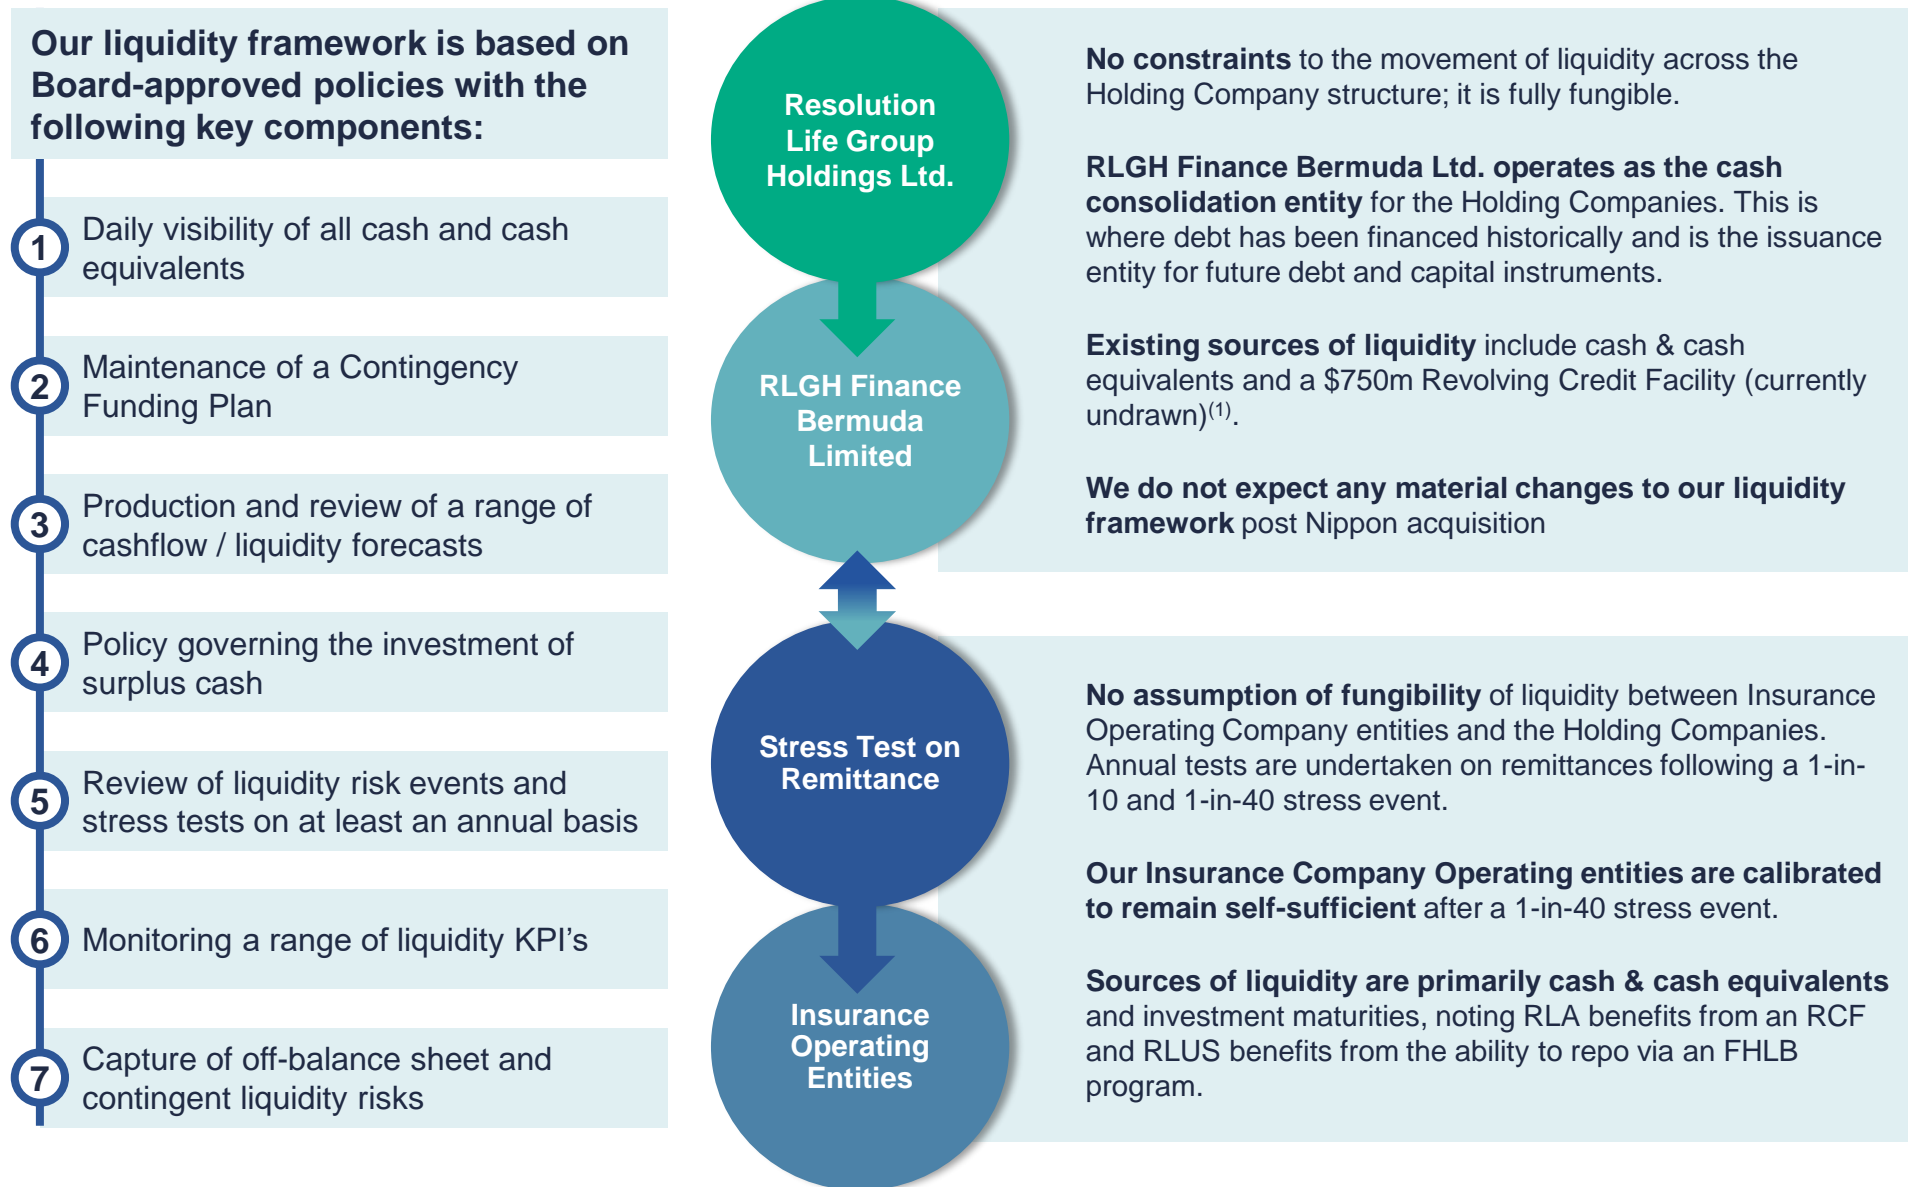 Our liquidity framework is based on
Board-approved policies with the
following key components:
1
Daily visibility of all cash and cash
equivalents
2
Maintenance of a Contingency
Funding Plan
3
Production and review of a range of
cashflow / liquidity forecasts
4
Policy governing the investment of
surplus cash
5
Review of liquidity risk events and
stress tests on at least an annual basis
6
Monitoring a range of liquidity KPI's
7
Capture of off-balance sheet and
contingent liquidity risks
Resolution
Life Group
Holdings Ltd.
RLGH Finance
Bermuda
Limited
Stress Test on
Remittance
Insurance
Operating
Entities
No constraints to the movement of liquidity across the
Holding Company structure; it is fully fungible.
RLGH Finance Bermuda Ltd. operates as the cash
consolidation entity for the Holding Companies. This is
where debt has been financed historically and is the issuance
entity for future debt and capital instruments.
Existing sources of liquidity include cash & cash
equivalents and a $750m Revolving Credit Facility (currently
undrawn)(1).
We do not expect any material changes to our liquidity
framework post Nippon acquisition
No assumption of fungibility of liquidity between Insurance
Operating Company entities and the Holding Companies.
Annual tests are undertaken on remittances following a 1-in-
10 and 1-in-40 stress event.
Our Insurance Company Operating entities are calibrated
to remain self-sufficient after a 1-in-40 stress event.
Sources of liquidity are primarily cash & cash equivalents
and investment maturities, noting RLA benefits from an RCF
and RLUS benefits from the ability to repo via an FHLB
program.